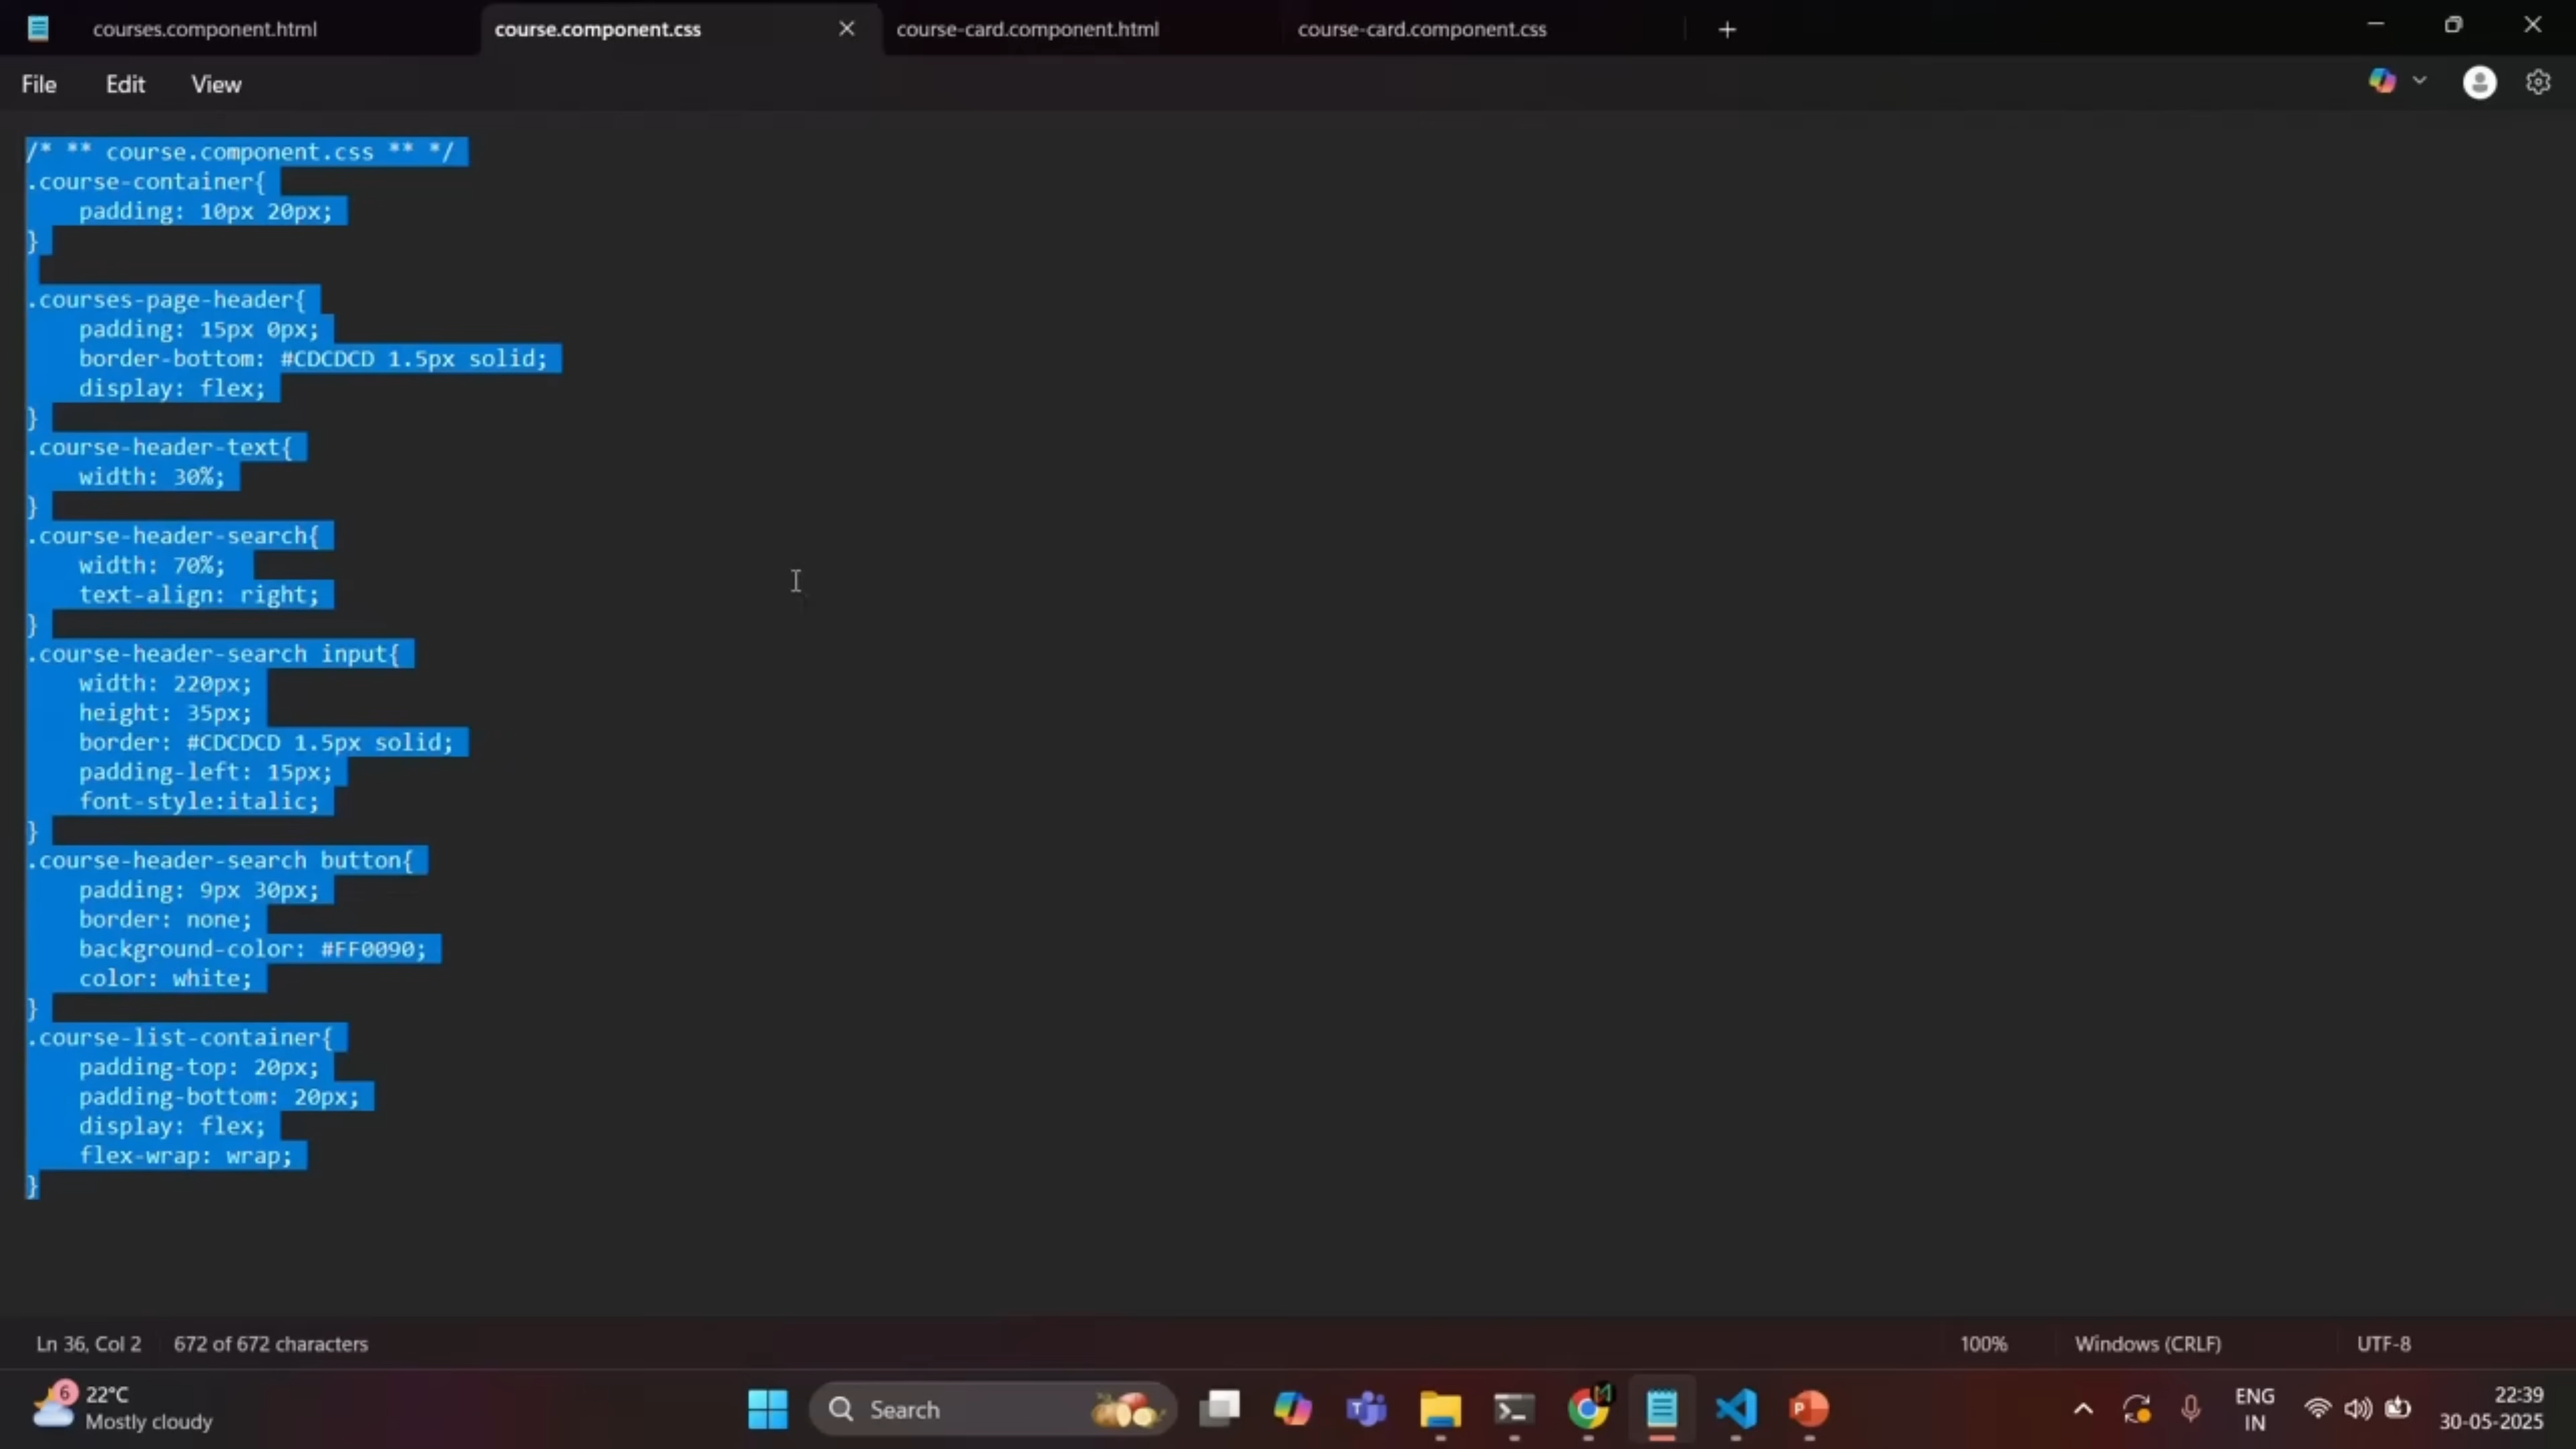 courses.component.html
course.component.css
course-card.component.html
course-card.component.css
File
Edit
View
/* ** course.component.css ** */
.course-container{
    padding: 10px 20px;
}

.courses-page-header{
    padding: 15px 0px;
    border-bottom: #CDCDCD 1.5px solid;
    display: flex;
}
.course-header-text{
    width: 30%;
}
.course-header-search{
    width: 70%;
    text-align: right;
}
.course-header-search input{
    width: 220px;
    height: 35px;
    border: #CDCDCD 1.5px solid;
    padding-left: 15px;
    font-style:italic;
}
.course-header-search button{
    padding: 9px 30px;
    border: none;
    background-color: #FF0090;
    color: white;
}
.course-list-container{
    padding-top: 20px;
    padding-bottom: 20px;
    display: flex;
    flex-wrap: wrap;
}
Ln 36, Col 2
672 of 672 characters
100%
Windows (CRLF)
UTF-8
6
22°C
Mostly cloudy
Search
ENG
IN
22:39
30-05-2025